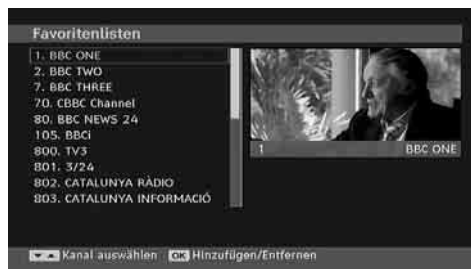 Favoritenlisten
1. BBC ONE
2. BBC TWO
7. BBC THREE
70. CBBC Channel
80. BBC NEWS 24
105. BBCi
800. TV3
801. 3/24
802. CATALUNYA RÀDIO
803. CATALUNYA INFORMACIÓ
1 BBC ONE
Kanal auswählen OK Hinzufügen/Entfernen